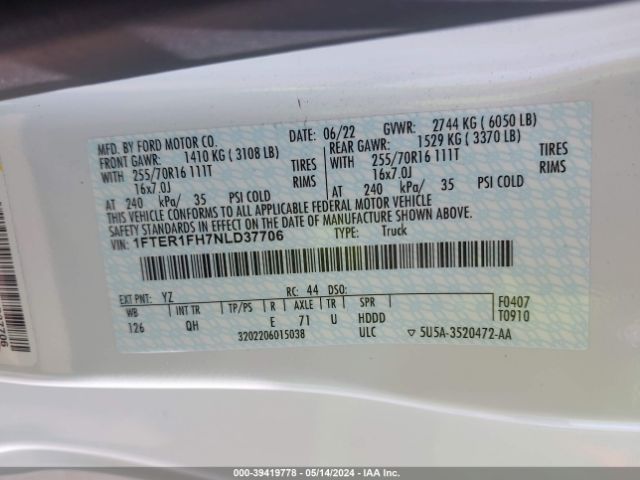 MFD. BY FORD MOTOR CO. DATE: 06/22 GVWR: 2744 KG ( 6050 LB)
FRONT GAWR: 1410 KG ( 3108 LB) REAR GAWR: 1529 KG ( 3370 LB)
WITH 255/70R16 111T TIRES WITH 255/70R16 111T TIRES
16x7.0J RIMS 16x7.0J RIMS
AT 240 kPa/ 35 PSI COLD AT 240 kPa/ 35 PSI COLD
THIS VEHICLE CONFORMS TO ALL APPLICABLE FEDERAL MOTOR VEHICLE
SAFETY STANDARDS IN EFFECT ON THE DATE OF MANUFACTURE SHOWN ABOVE.
VIN: 1FTER1FH7NLD37706 TYPE: Truck
EXT PNT: YZ RC: 44 DSO: F0407
WB INT TR TP/PS R AXLE TR SPR T0910
126 QH E 71 U HDDD
3202206015038 ULC ▽ 5U5A-3520472-AA
37706
ID - 39419778 - 05/14/2024 - IAA Corp.